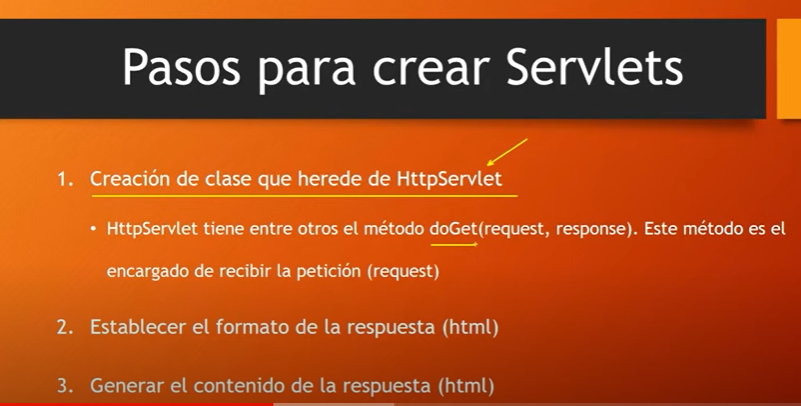 Pasos para crear Servlets
1. Creación de clase que herede de HttpServlet
• HttpServlet tiene entre otros el método doGet(request, response). Este método es el
encargado de recibir la petición (request)
2. Establecer el formato de la respuesta (html)
3. Generar el contenido de la respuesta (html)